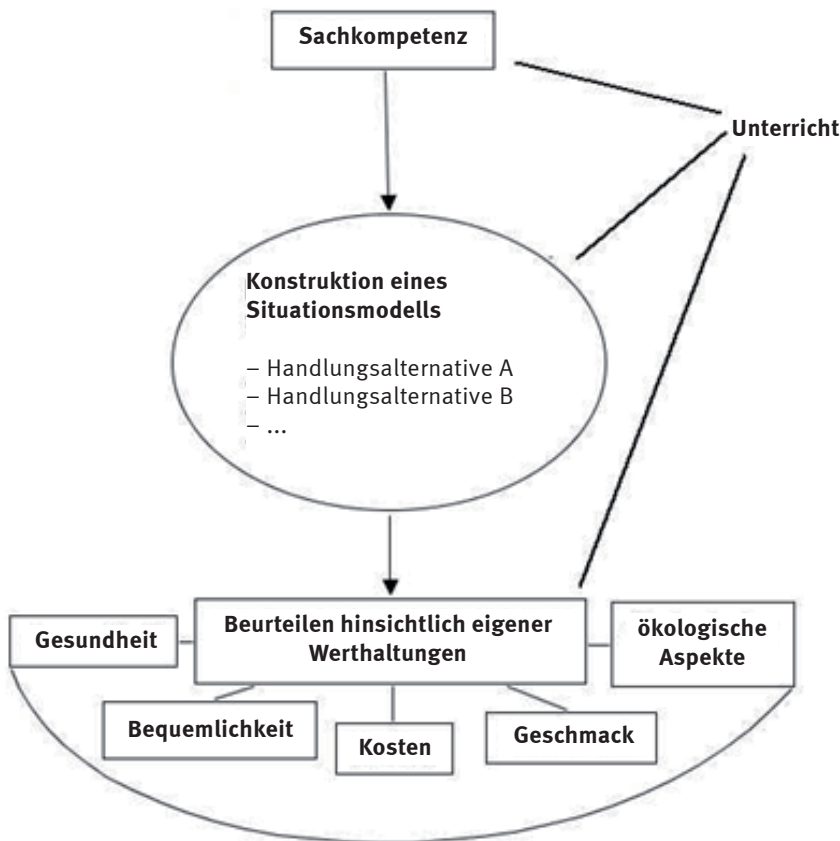 Sachkompetenz
Unterricht
Konstruktion eines
Situationsmodells
– Handlungsalternative A
– Handlungsalternative B
– ...
Gesundheit
Beurteilen hinsichtlich eigener
Werthaltungen
ökologische
Aspekte
Bequemlichkeit
Kosten
Geschmack